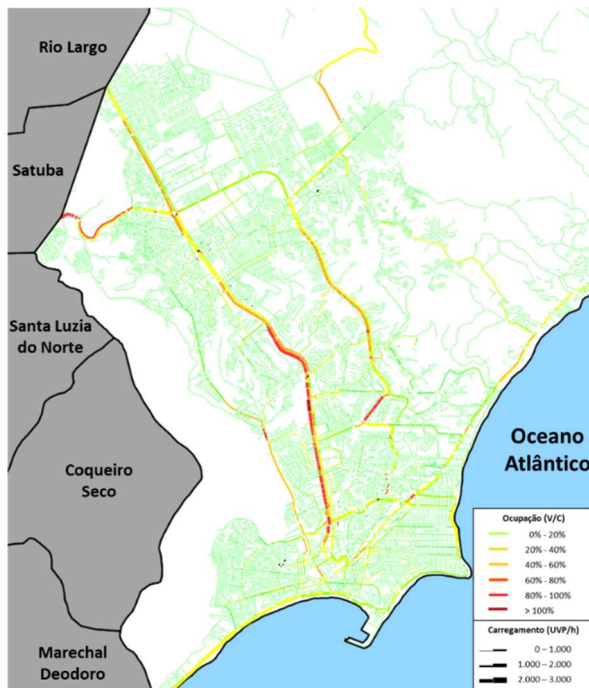 Rio Largo
Satuba
Santa Luzia
do Norte
Coqueiro
Seco
Marechal
Deodoro
Oceano
Atlântico
Ocupação (V/C)
0% - 20%
20% - 40%
40% - 60%
60% - 80%
80% - 100%
> 100%
Carregamento (UVP/h)
0 – 1.000
1.000 – 2.000
2.000 – 3.000